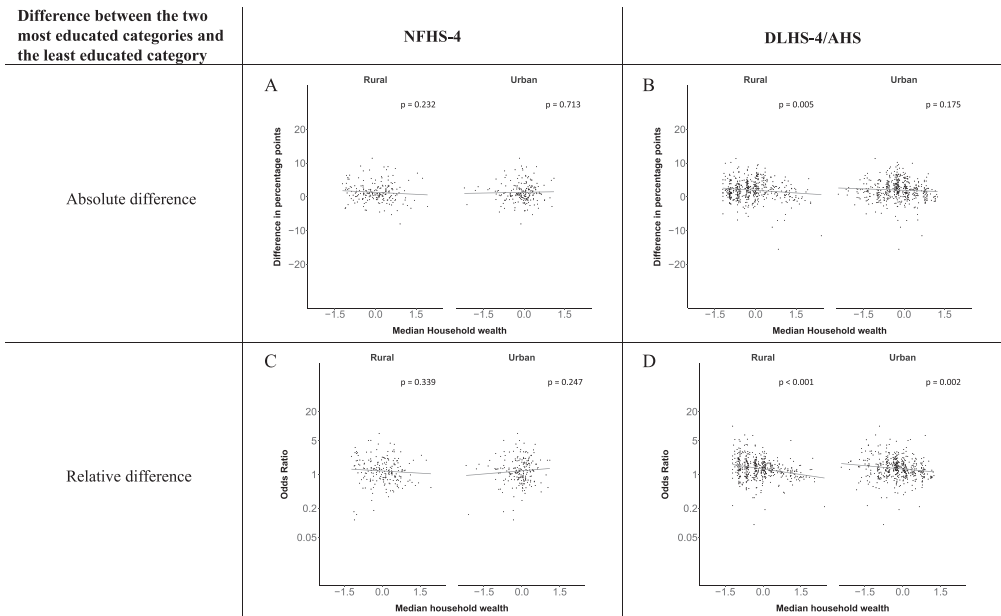 Difference between the two
most educated categories and
the least educated category
NFHS-4
DLHS-4/AHS
Absolute difference
A
Rural
Urban
p = 0.232
p = 0.713
Difference in percentage points
20
10
0
−10
−20
−1.5 0.0 1.5
−1.5 0.0 1.5
Median Household wealth
B
Rural
Urban
p = 0.005
p = 0.175
Difference in percentage points
20
10
0
−10
−20
−1.5 0.0 1.5
−1.5 0.0 1.5
Median Household wealth
Relative difference
C
Rural
Urban
p = 0.339
p = 0.247
Odds Ratio
20
5
1
0.2
0.05
−1.5 0.0 1.5
−1.5 0.0 1.5
Median household wealth
D
Rural
Urban
p < 0.001
p = 0.002
Odds Ratio
20
5
1
0.2
0.05
−1.5 0.0 1.5
−1.5 0.0 1.5
Median household wealth